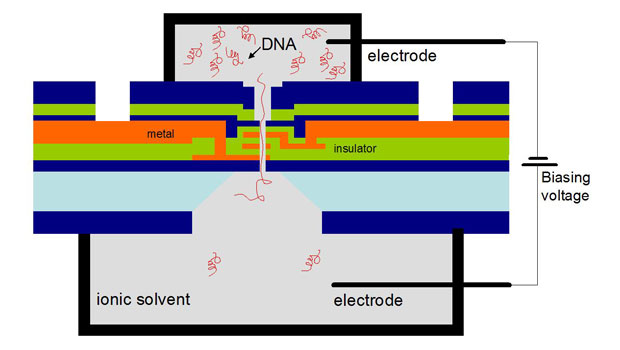 DNA
electrode
metal
insulator
Biasing
voltage
ionic solvent
electrode